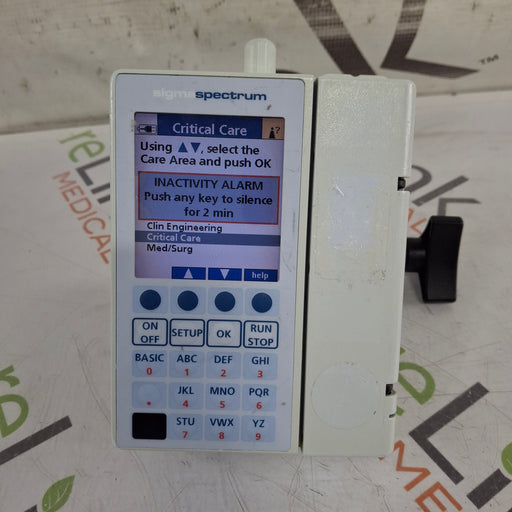 sigmaspectrum
Critical Care
?
Using ▲▼, select the
Care Area and push OK
INACTIVITY ALARM
Push any key to silence
for 2 min
Clin Engineering
Critical Care
Med/Surg
▲ ▼ help
ON OFF SETUP OK RUN STOP
BASIC ABC DEF GHI
0 1 2 3
JKL MNO PQR
• 4 5 6
STU VWX YZ
7 8 9
TM
MEDICAL